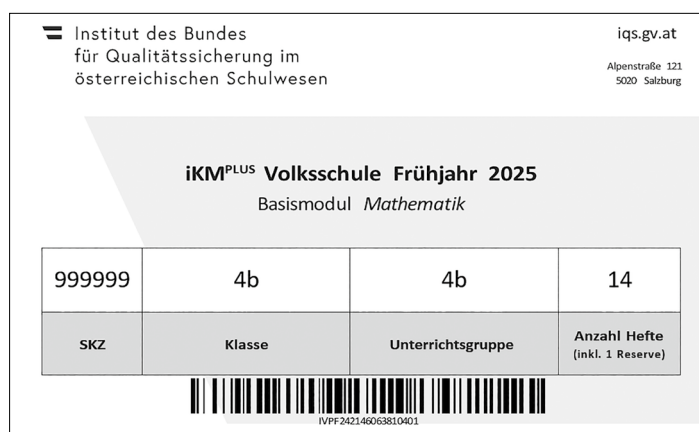 Institut des Bundes
für Qualitätssicherung im
österreichischen Schulwesen
iqs.gv.at
Alpenstraße 121
5020 Salzburg
iKMPLUS Volksschule Frühjahr 2025
Basismodul Mathematik
999999 4b 4b 14
SKZ Klasse Unterrichtsgruppe Anzahl Hefte
(inkl. 1 Reserve)
IVPF242146063810401